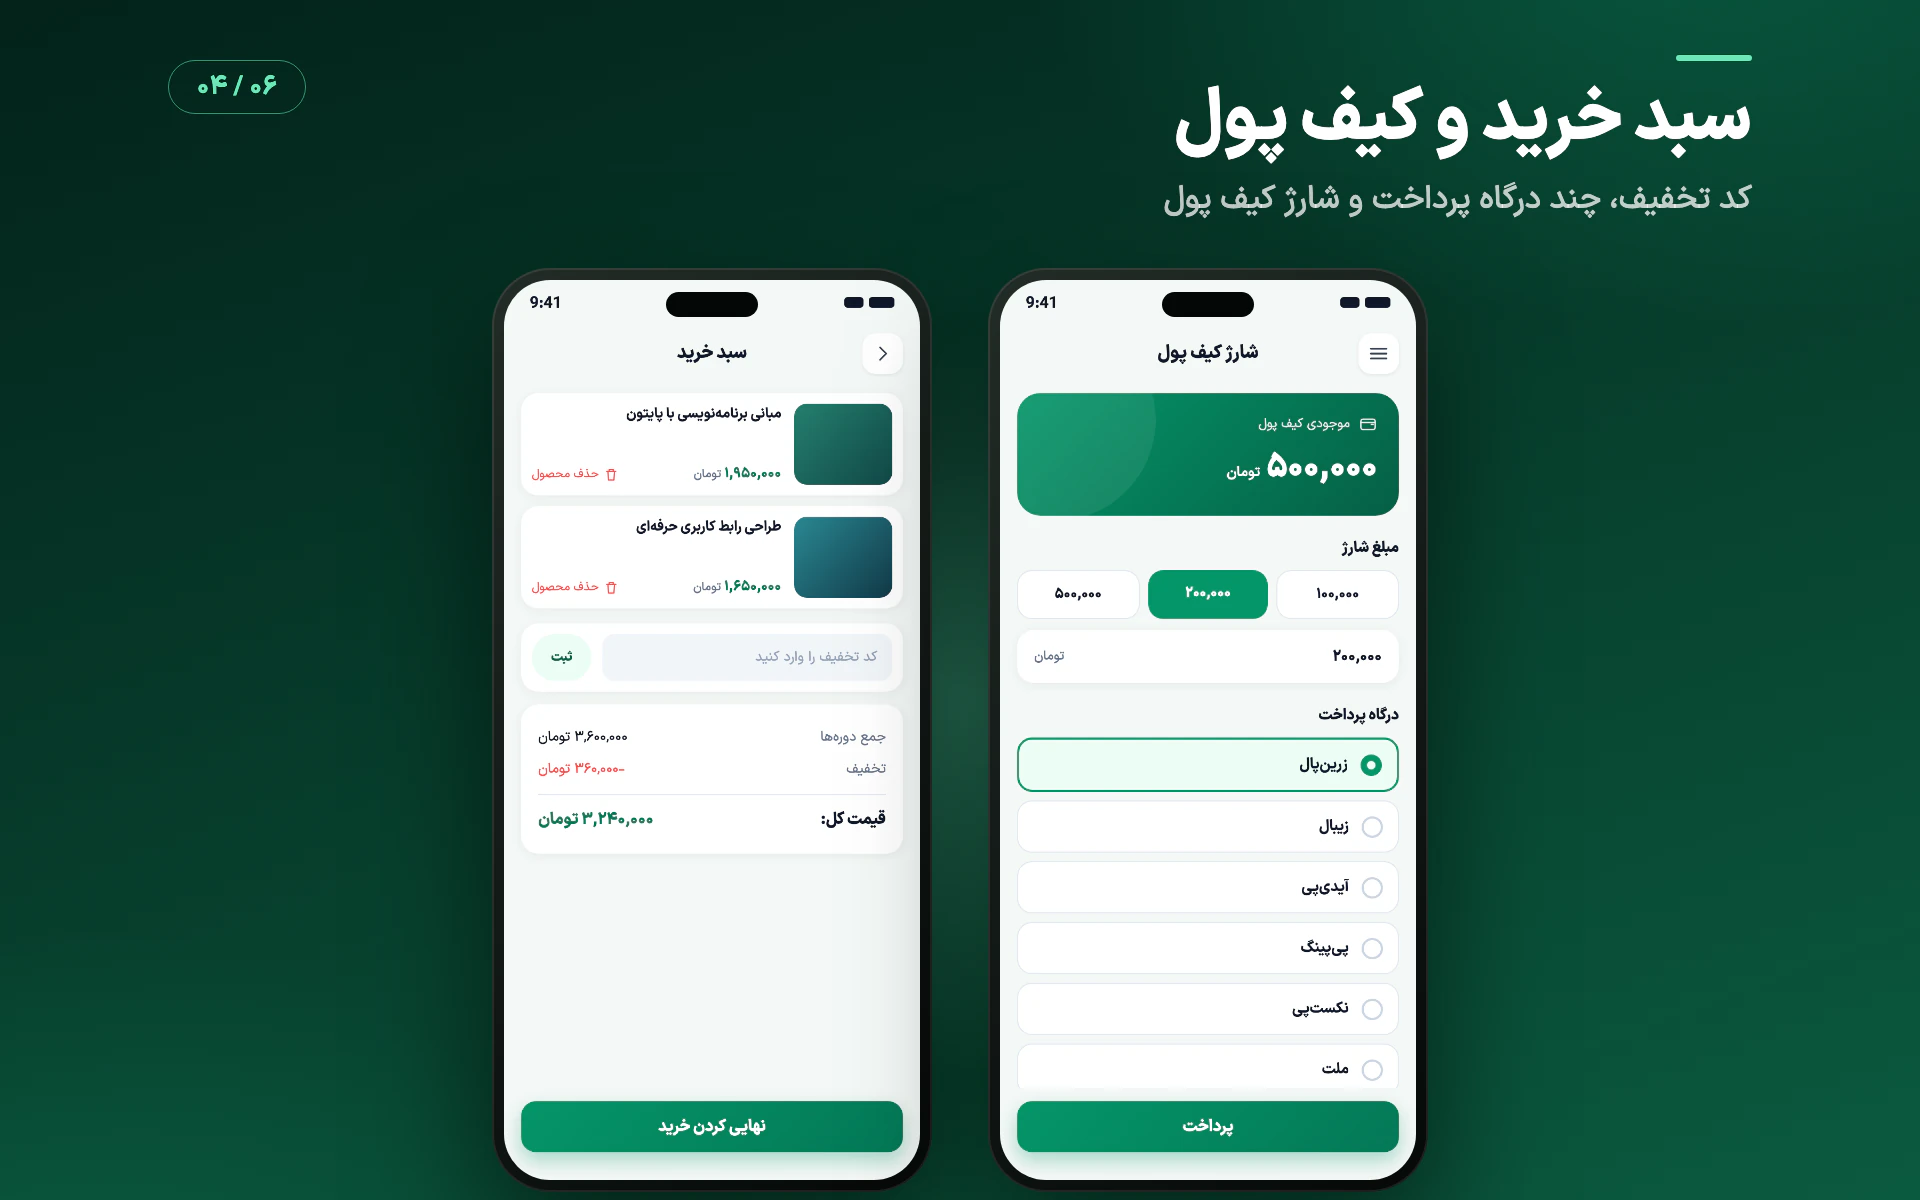 سبد خرید و کیف پول
کد تخفیف، چند درگاه پرداخت و شارژ کیف پول
۰۴ / ۰۶
9:41
شارژ کیف پول
موجودی کیف پول
۵۰۰,۰۰۰ تومان
مبلغ شارژ
۱۰۰,۰۰۰
۲۰۰,۰۰۰
۵۰۰,۰۰۰
۲۰۰,۰۰۰ تومان
درگاه پرداخت
زرین‌پال
زیبال
آیدی‌پی
پی‌پینگ
نکست‌پی
ملت
پرداخت
9:41
سبد خرید
مبانی برنامه‌نویسی با پایتون
۱,۹۵۰,۰۰۰ تومان
حذف محصول
طراحی رابط کاربری حرفه‌ای
۱,۶۵۰,۰۰۰ تومان
حذف محصول
کد تخفیف را وارد کنید
ثبت
جمع دوره‌ها ۳,۶۰۰,۰۰۰ تومان
تخفیف -۳۶۰,۰۰۰ تومان
قیمت کل: ۳,۲۴۰,۰۰۰ تومان
نهایی کردن خرید